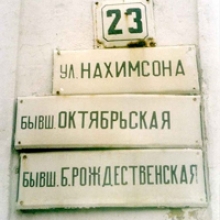 23
УЛ. НАХИМСОНА
БЫВШ. ОКТЯБРЬСКАЯ
БЫВШ. Б. РОЖДЕСТВЕНСКАЯ